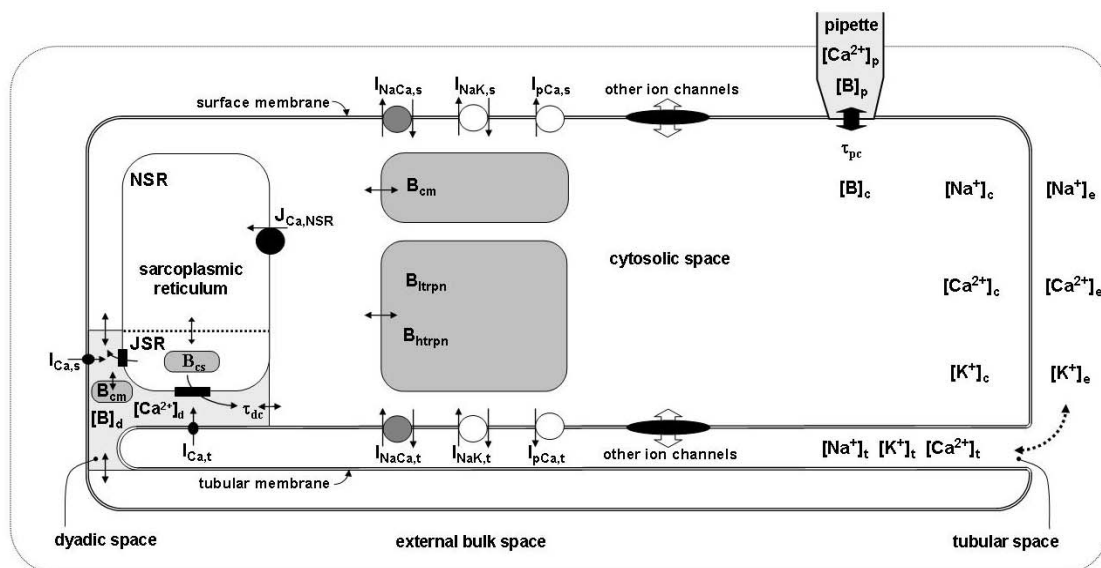 pipette
[Ca2+]p
[B]p
INaCa,s INaK,s IpCa,s
other ion channels
surface membrane
τpc
NSR
Bcm
[B]c
[Na+]c
[Na+]e
JCa,NSR
sarcoplasmic
reticulum
cytosolic space
Bltrpn
[Ca2+]c
[Ca2+]e
Bhtrpn
JSR
ICa,s
Bcs
Bcm
[K+]c
[K+]e
[B]d
[Ca2+]d
τdc
ICa,t
INaCa,t INaK,t IpCa,t
other ion channels
[Na+]t [K+]t [Ca2+]t
tubular membrane
dyadic space
external bulk space
tubular space